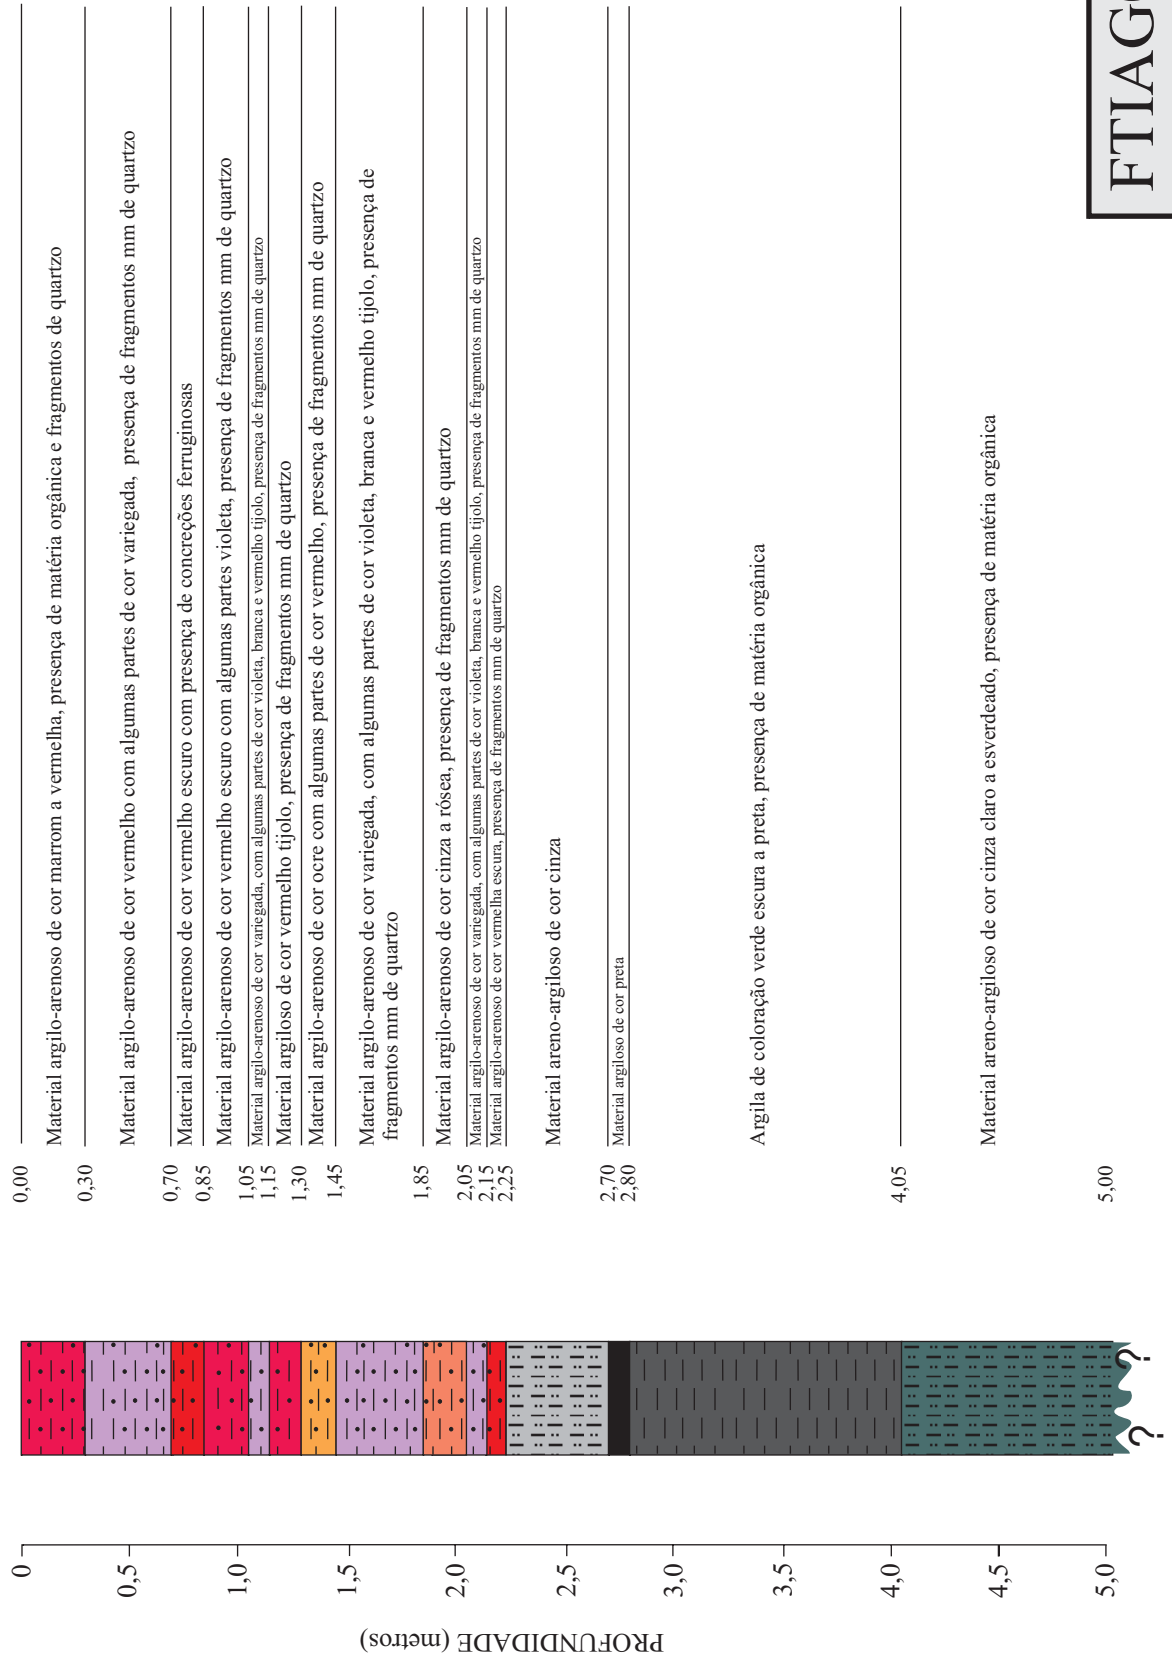 FTIAG
PROFUNDIDADE (metros)
0
0,5
1,0
1,5
2,0
2,5
3,0
3,5
4,0
4,5
5,0
?
?
0,00
Material argilo-arenoso de cor marrom a vermelha, presença de matéria orgânica e fragmentos de quartzo
0,30
Material argilo-arenoso de cor vermelho com algumas partes de cor variegada, presença de fragmentos mm de quartzo
0,70
Material argilo-arenoso de cor vermelho escuro com presença de concreções ferruginosas
0,85
Material argilo-arenoso de cor vermelho escuro com algumas partes violeta, presença de fragmentos mm de quartzo
1,05
Material argilo-arenoso de cor variegada, com algumas partes de cor violeta, branca e vermelho tijolo, presença de fragmentos mm de quartzo
1,15
Material argiloso de cor vermelho tijolo, presença de fragmentos mm de quartzo
1,30
Material argilo-arenoso de cor ocre com algumas partes de cor vermelho, presença de fragmentos mm de quartzo
1,45
Material argilo-arenoso de cor variegada, com algumas partes de cor violeta, branca e vermelho tijolo, presença de
fragmentos mm de quartzo
1,85
Material argilo-arenoso de cor cinza a rósea, presença de fragmentos mm de quartzo
2,05
Material argilo-arenoso de cor variegada, com algumas partes de cor violeta, branca e vermelho tijolo, presença de fragmentos mm de quartzo
2,15
Material argilo-arenoso de cor vermelha escura, presença de fragmentos mm de quartzo
2,25
Material areno-argiloso de cor cinza
2,70
Material argiloso de cor preta
2,80
Argila de coloração verde escura a preta, presença de matéria orgânica
4,05
Material areno-argiloso de cor cinza claro a esverdeado, presença de matéria orgânica
5,00